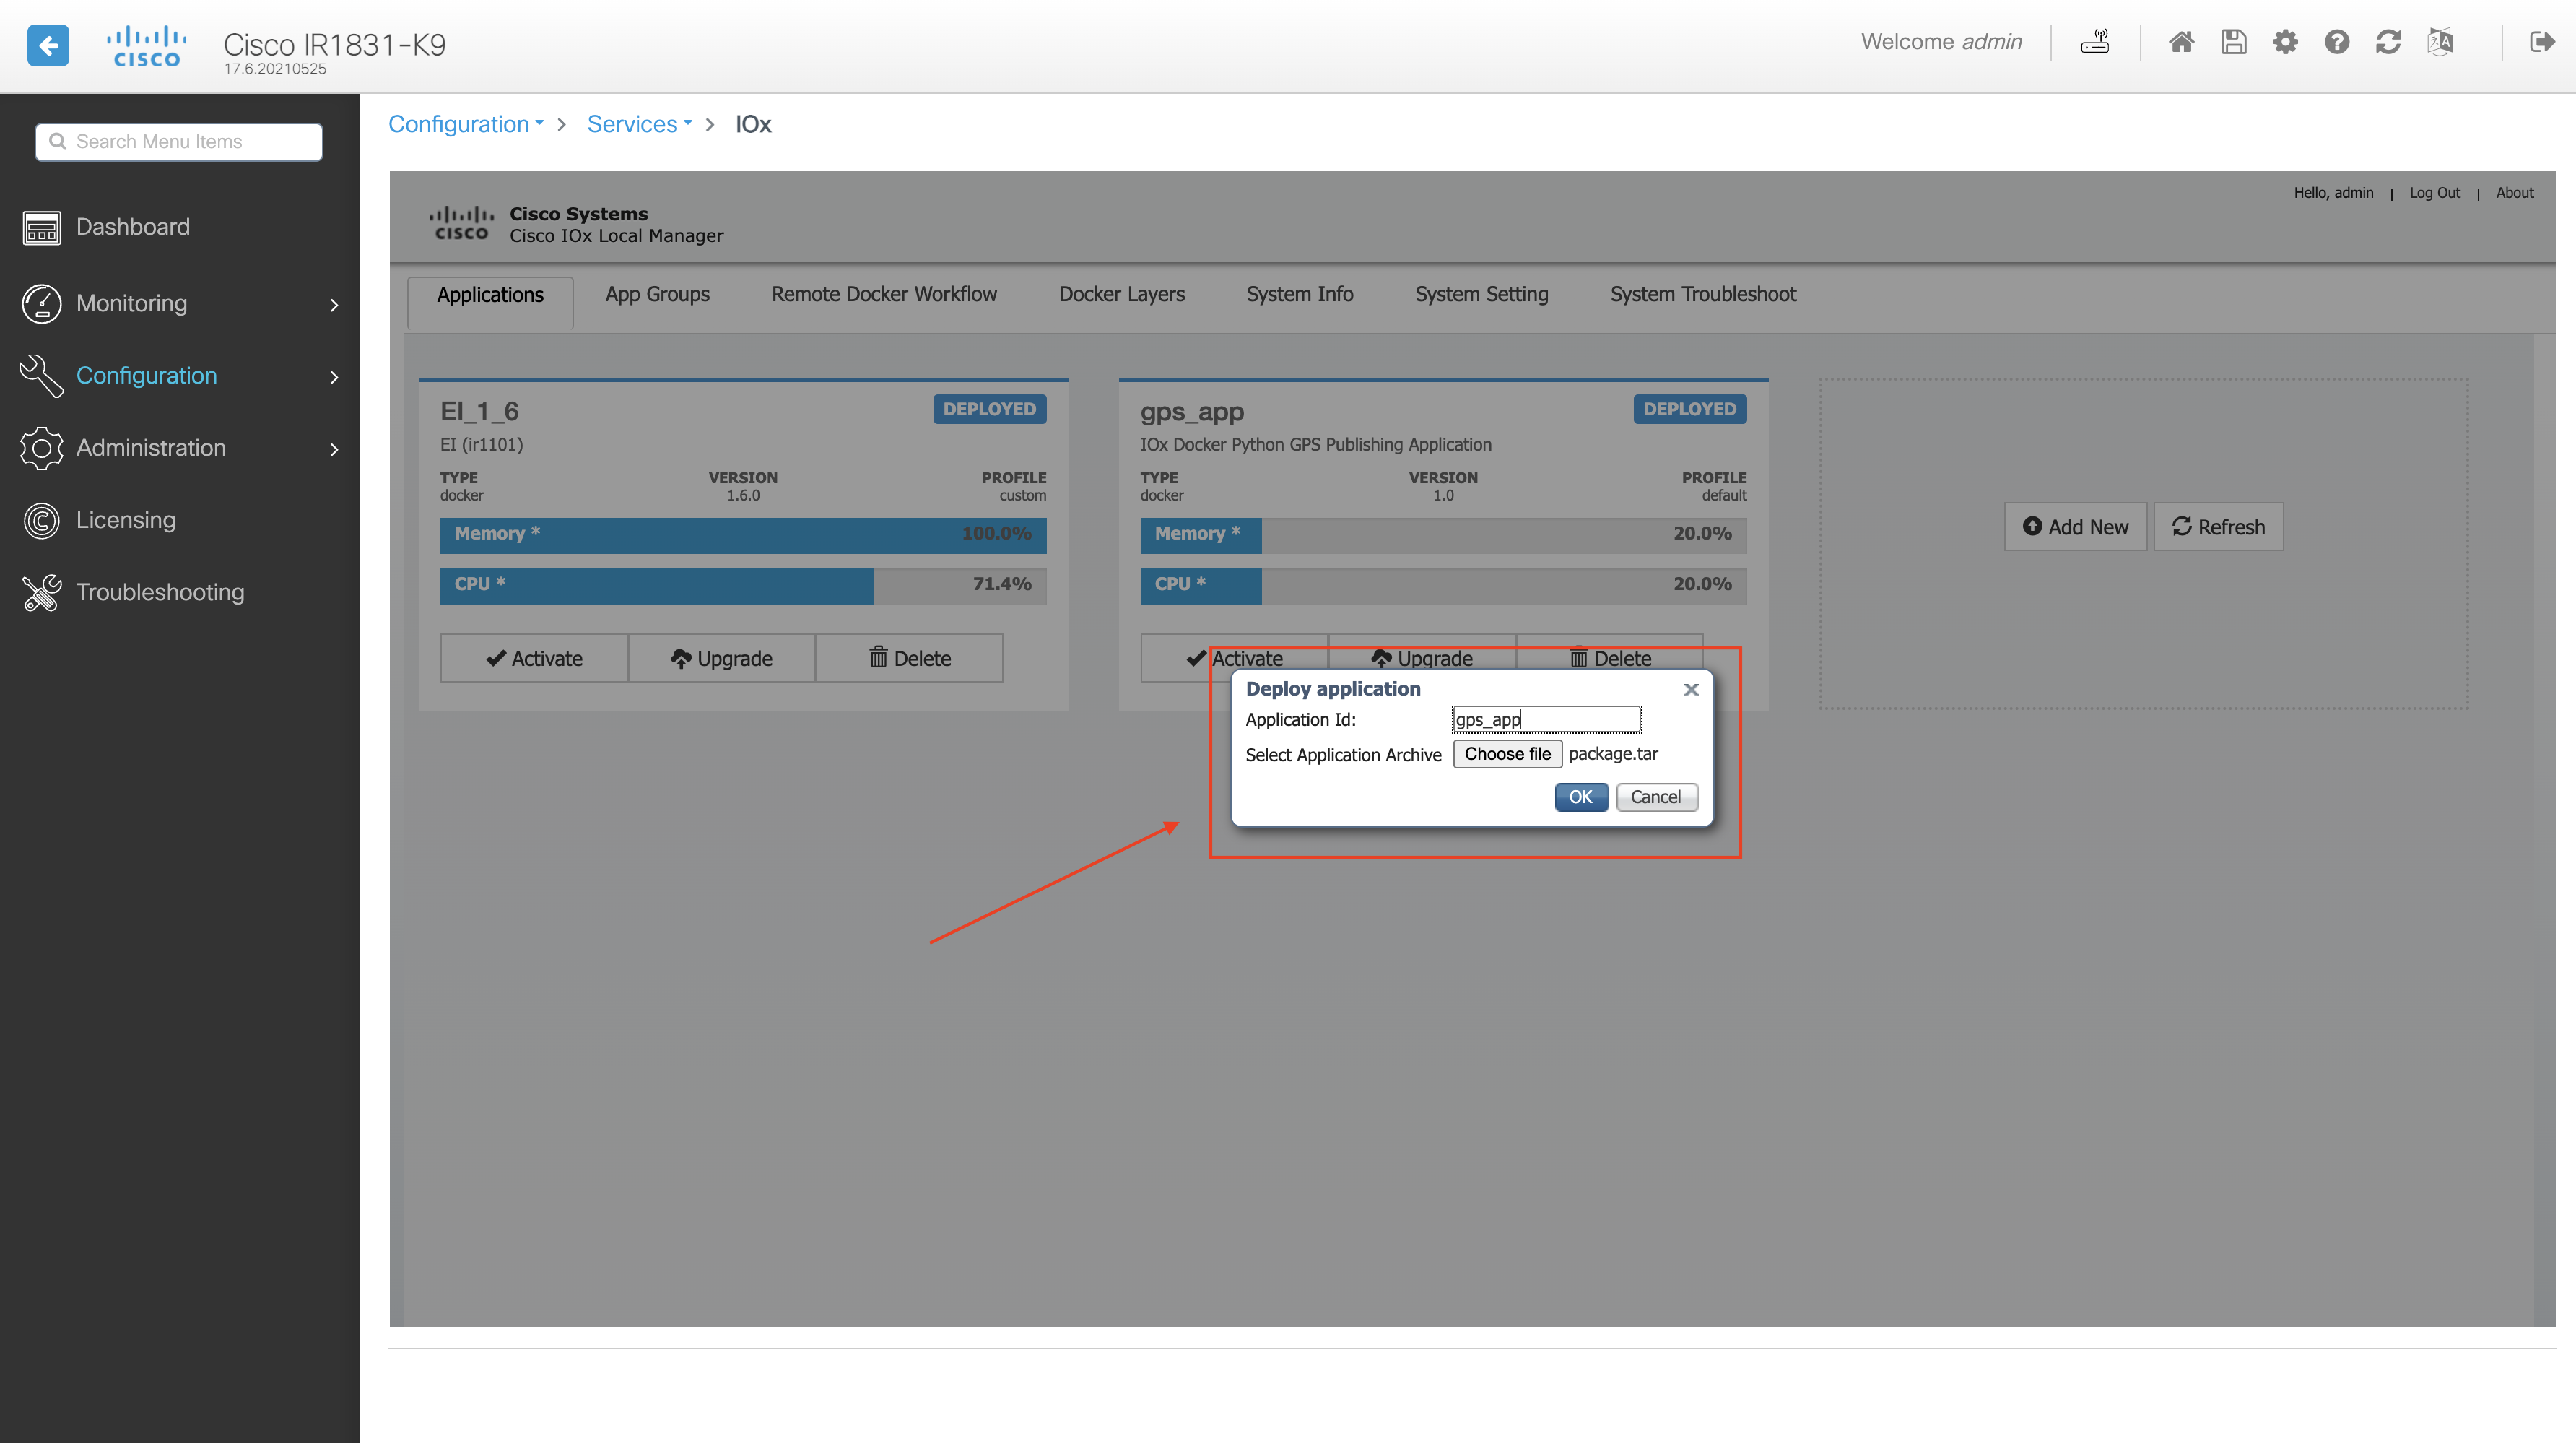 CISCO
Cisco IR1831-K9
17.6.20210525
Welcome admin
Search Menu Items
Dashboard
Monitoring
Configuration
Administration
Licensing
Troubleshooting
Configuration > Services > IOx
Hello, admin | Log Out | About
CISCO
Cisco Systems
Cisco IOx Local Manager
Applications App Groups Remote Docker Workflow Docker Layers System Info System Setting System Troubleshoot
EI_1_6 DEPLOYED
EI (ir1101)
TYPE VERSION PROFILE
docker 1.6.0 custom
Memory * 100.0%
CPU * 71.4%
Activate Upgrade Delete
gps_app DEPLOYED
IOx Docker Python GPS Publishing Application
TYPE VERSION PROFILE
docker 1.0 default
Memory * 20.0%
CPU * 20.0%
Activate Upgrade Delete
Add New Refresh
Deploy application
Application Id: gps_app
Select Application Archive Choose file package.tar
OK Cancel